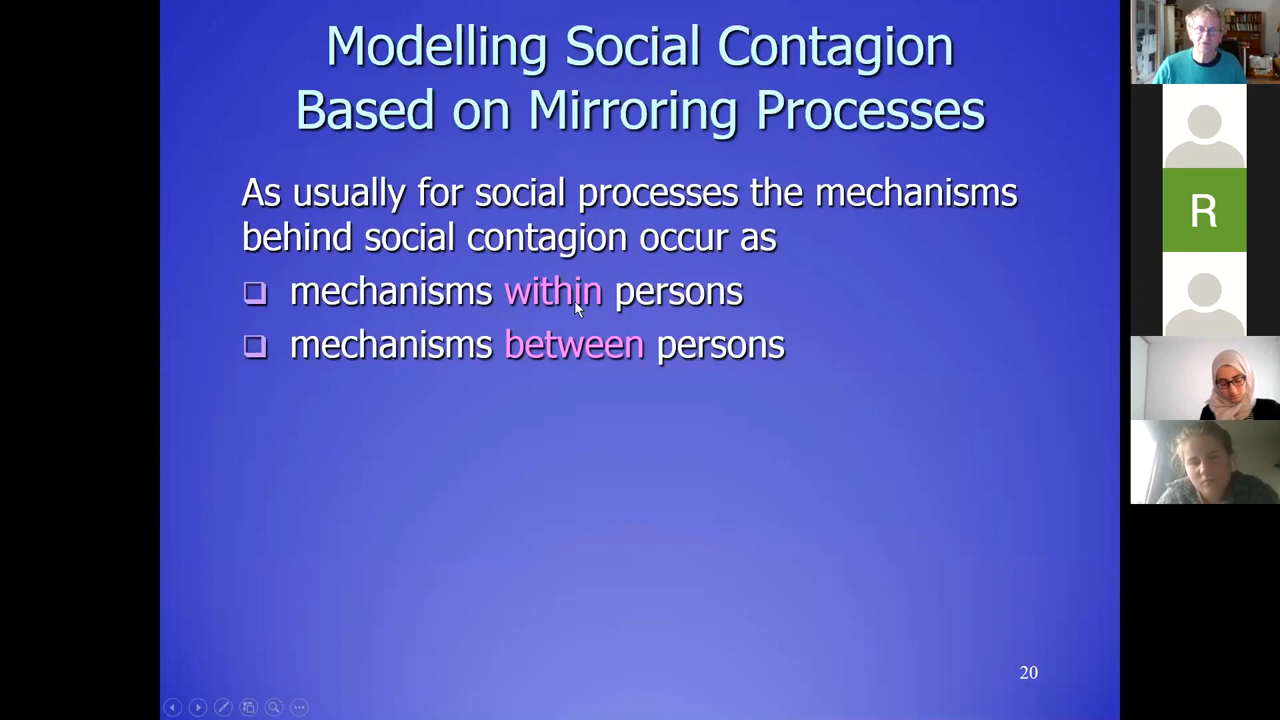 Modelling Social Contagion
Based on Mirroring Processes
As usually for social processes the mechanisms
behind social contagion occur as
mechanisms within persons
mechanisms between persons
20
R